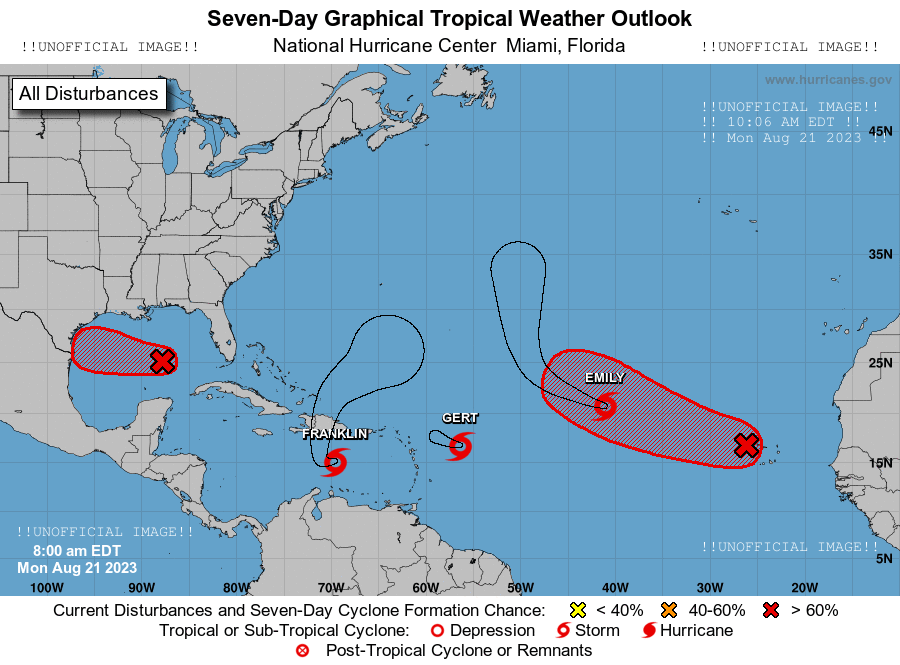 Seven-Day Graphical Tropical Weather Outlook
!!UNOFFICIAL IMAGE!! National Hurricane Center Miami, Florida !!UNOFFICIAL IMAGE!!
www.hurricanes.gov
All Disturbances
!!UNOFFICIAL IMAGE!!
!! 10:06 AM EDT !!
!! Mon Aug 21 2023 !!
45N
35N
25N
EMILY
GERT
FRANKLIN
15N
!!UNOFFICIAL IMAGE!!
8:00 am EDT
Mon Aug 21 2023
!!UNOFFICIAL IMAGE!!
5N
100W 90W 80W 70W 60W 50W 40W 30W 20W
Current Disturbances and Seven-Day Cyclone Formation Chance: < 40% 40-60% > 60%
Tropical or Sub-Tropical Cyclone: Depression Storm Hurricane
Post-Tropical Cyclone or Remnants